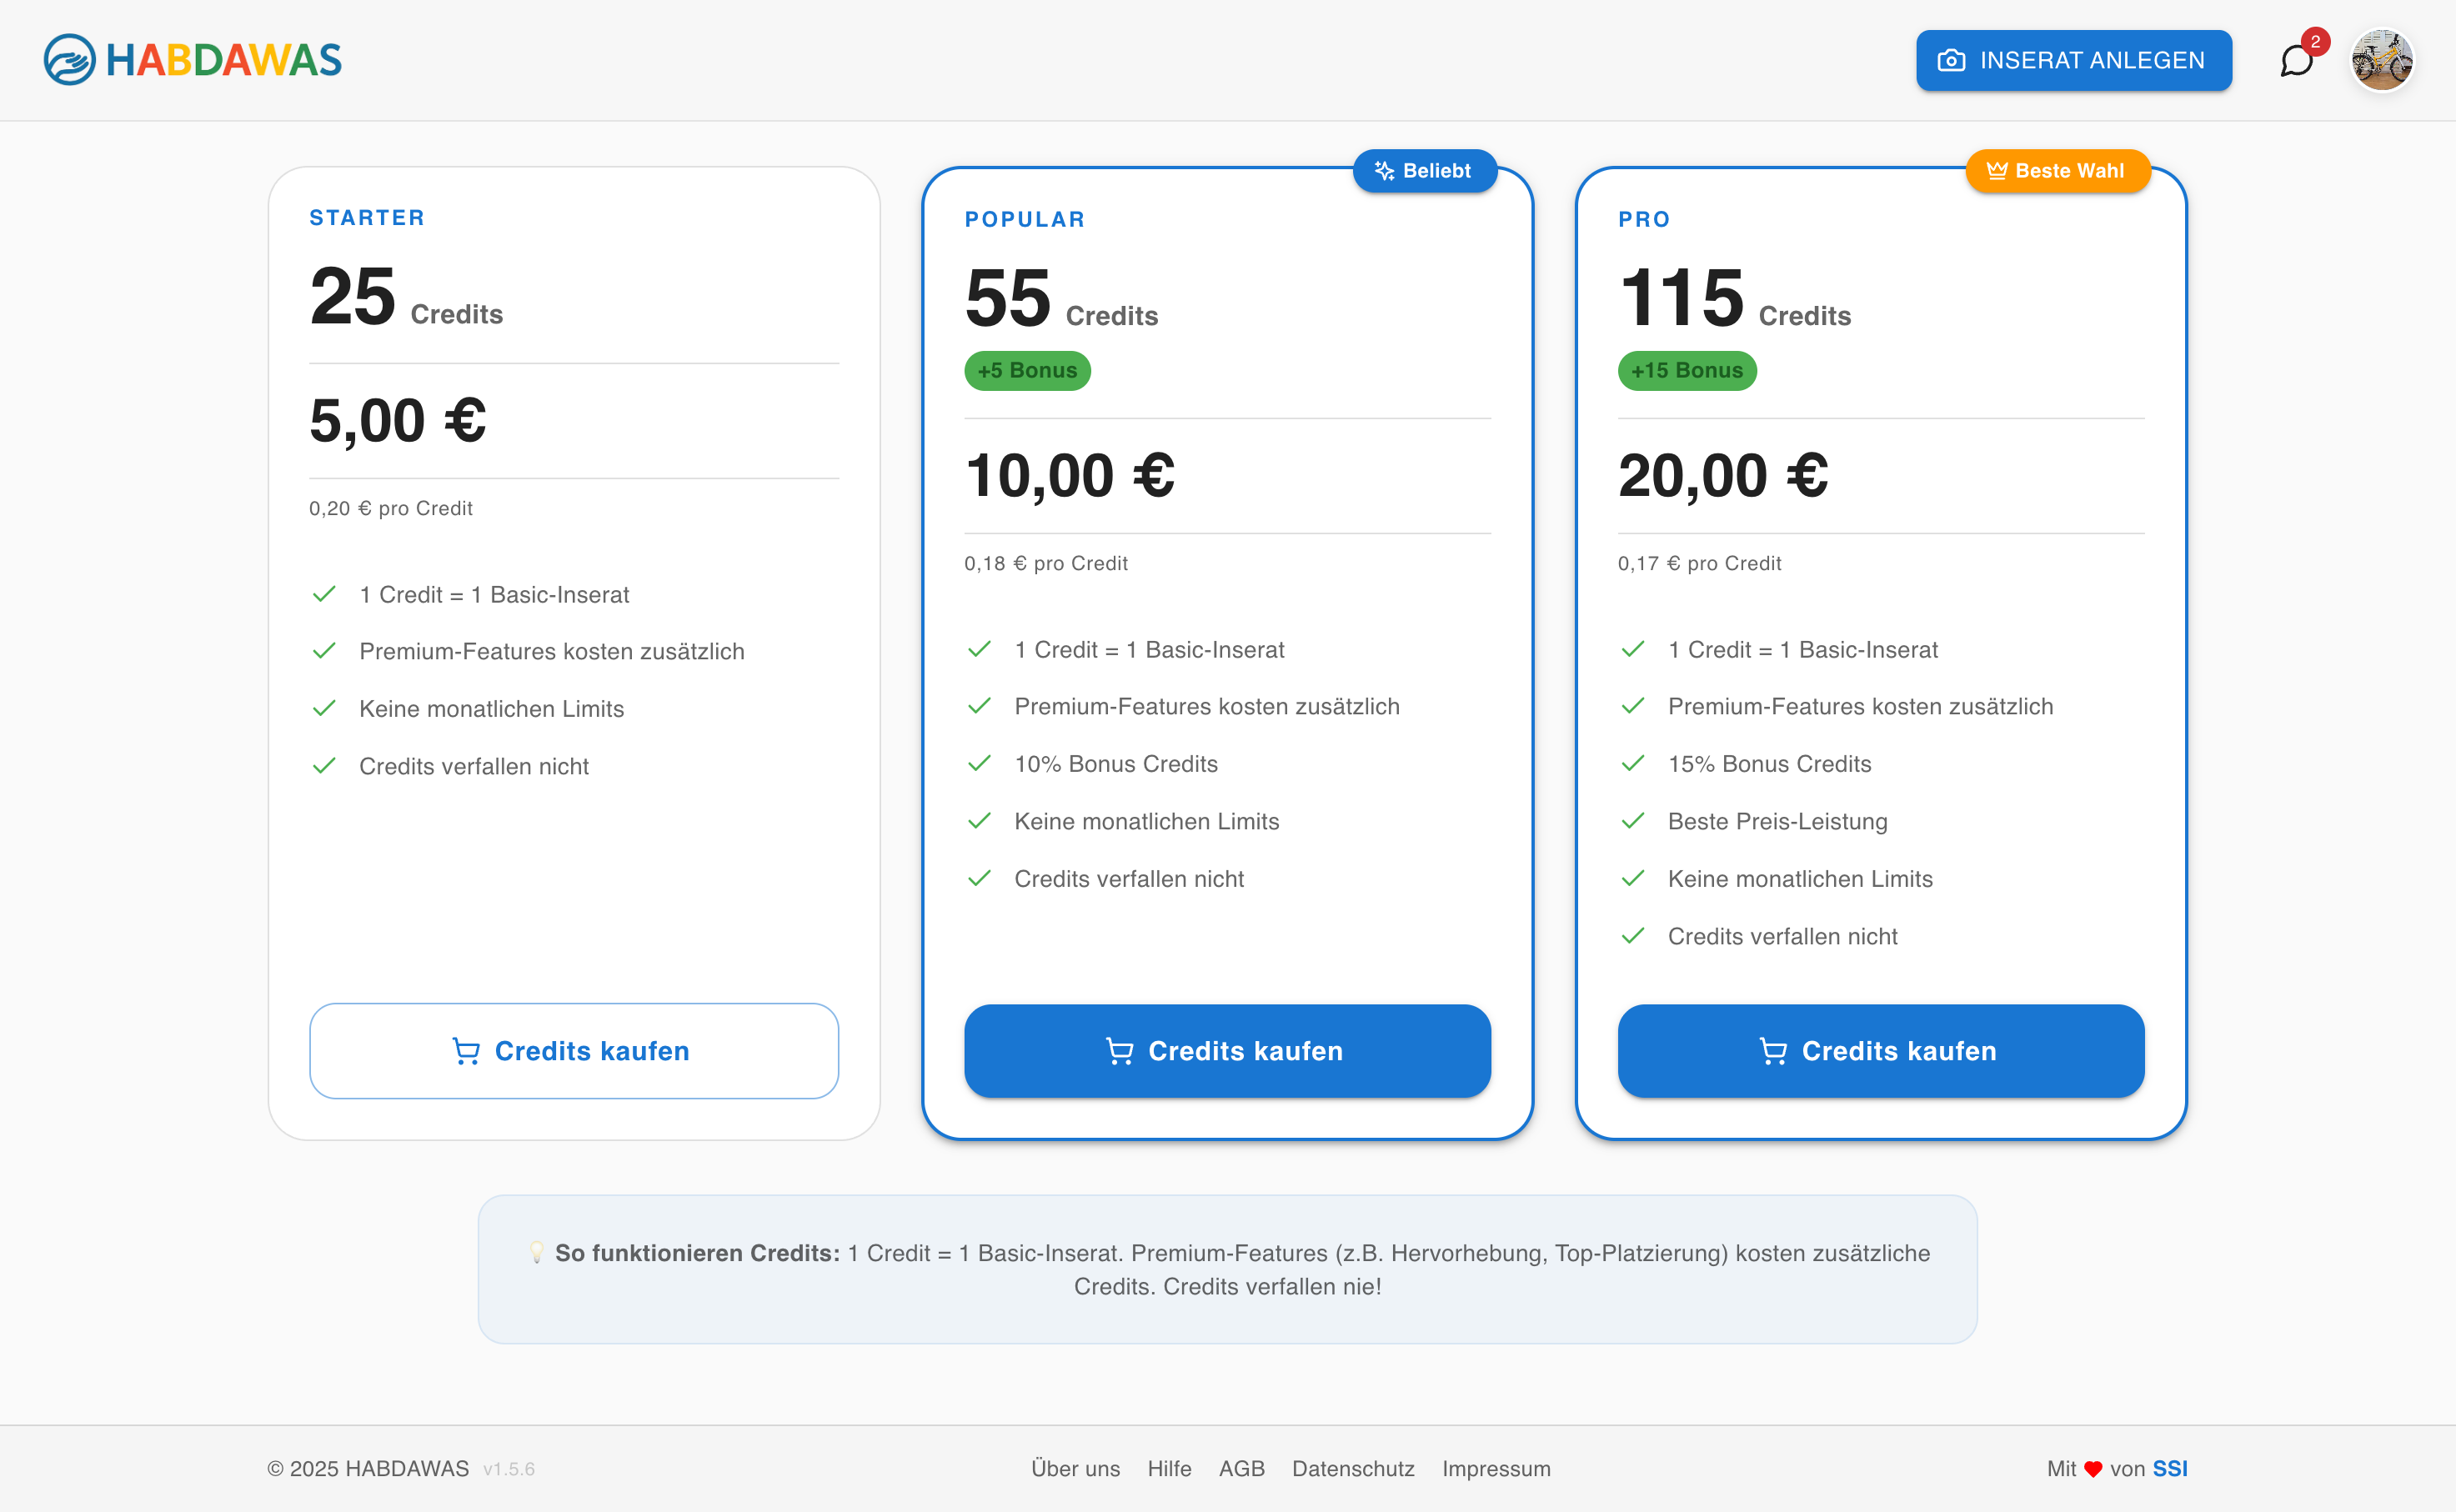 HABDAWAS
INSERAT ANLEGEN
2
STARTER
25 Credits
5,00 €
0,20 € pro Credit
1 Credit = 1 Basic-Inserat
Premium-Features kosten zusätzlich
Keine monatlichen Limits
Credits verfallen nicht
Credits kaufen
Beliebt
POPULAR
55 Credits
+5 Bonus
10,00 €
0,18 € pro Credit
1 Credit = 1 Basic-Inserat
Premium-Features kosten zusätzlich
10% Bonus Credits
Keine monatlichen Limits
Credits verfallen nicht
Credits kaufen
Beste Wahl
PRO
115 Credits
+15 Bonus
20,00 €
0,17 € pro Credit
1 Credit = 1 Basic-Inserat
Premium-Features kosten zusätzlich
15% Bonus Credits
Beste Preis-Leistung
Keine monatlichen Limits
Credits verfallen nicht
Credits kaufen
💡 So funktionieren Credits: 1 Credit = 1 Basic-Inserat. Premium-Features (z.B. Hervorhebung, Top-Platzierung) kosten zusätzliche
Credits. Credits verfallen nie!
© 2025 HABDAWAS v1.5.6
Über uns Hilfe AGB Datenschutz Impressum
Mit ❤️ von SSI